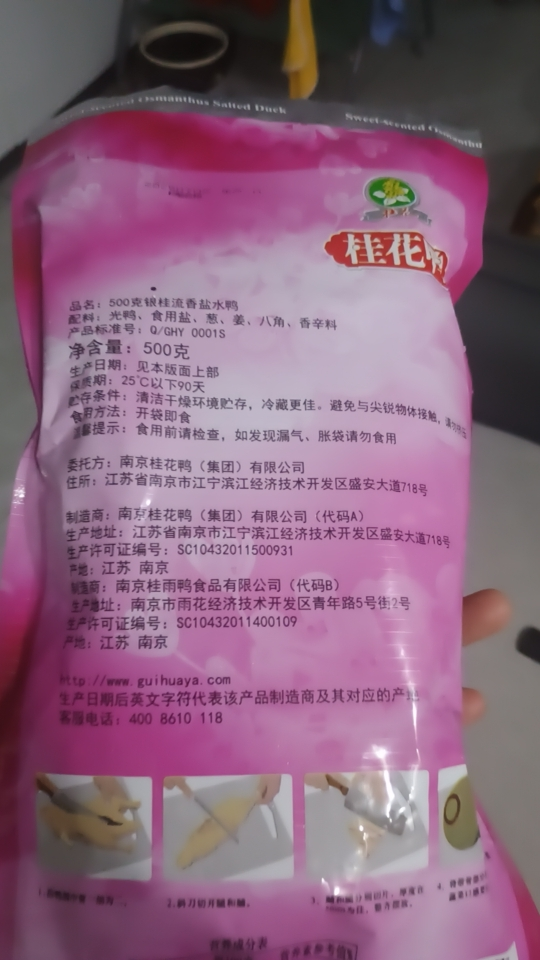 Osmanthus Salted Duck
Sweet-scented Osmanthu
桂花
品名：500克银桂流香盐水鸭
配料：光鸭、食用盐、葱、姜、八角、香辛料
产品标准号：Q/GHY 0001S
净含量：500克
生产日期：见本版面上部
保质期：25℃以下90天
贮存条件：清洁干燥环境贮存，冷藏更佳。避免与尖锐物体接触，
食用方法：开袋即食
温馨提示：食用前请检查，如发现漏气、胀袋请勿食用
委托方：南京桂花鸭（集团）有限公司
住所：江苏省南京市江宁滨江经济技术开发区盛安大道718号
制造商：南京桂花鸭（集团）有限公司（代码A）
生产地址：江苏省南京市江宁滨江经济技术开发区盛安大道718号
生产许可证编号：SC10432011500931
产地：江苏 南京
制造商：南京桂雨鸭食品有限公司（代码B）
生产地址：南京市雨花经济技术开发区青年路5号街2号
生产许可证编号：SC10432011400109
产地：江苏 南京
http://www.guihuaya.com
生产日期后英文字符代表该产品制造商及其对应的产地
客服电话：400 8610 118